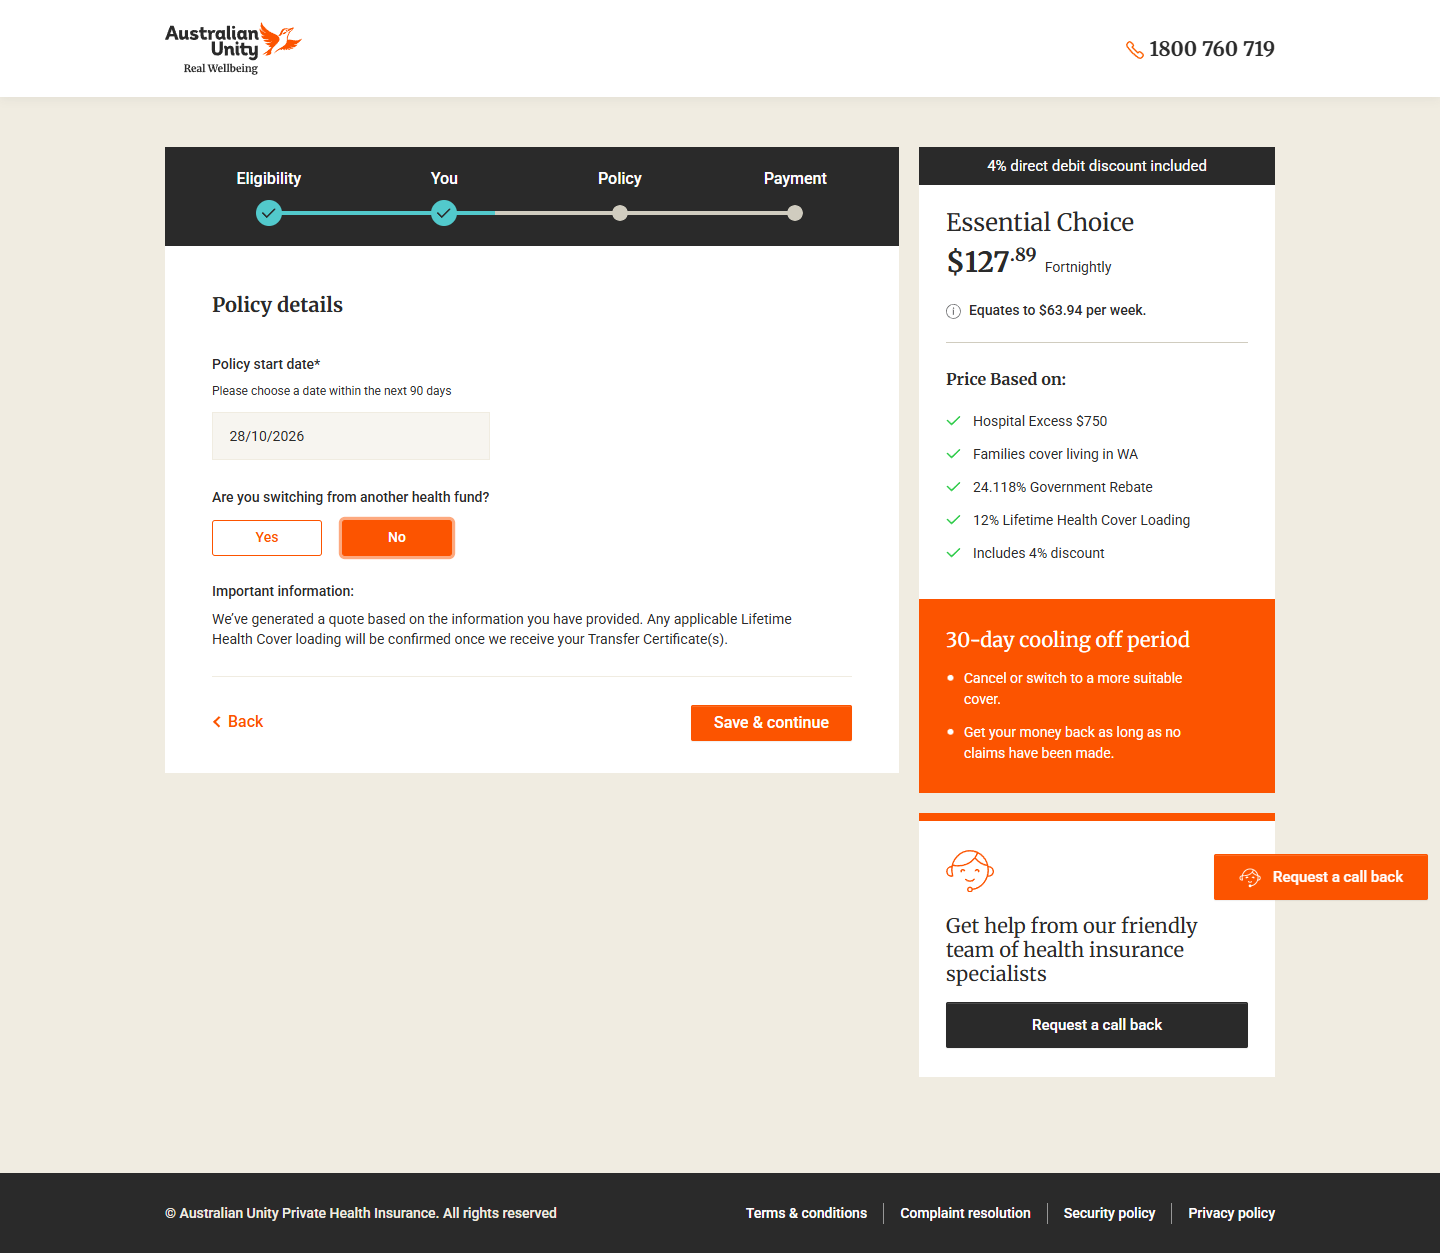 Australian
Unity
Real Wellbeing
1800 760 719
Eligibility
You
Policy
Payment
Policy details
Policy start date*
Please choose a date within the next 90 days
28/10/2026
Are you switching from another health fund?
Yes
No
Important information:
We've generated a quote based on the information you have provided. Any applicable Lifetime
Health Cover loading will be confirmed once we receive your Transfer Certificate(s).
Back
Save & continue
4% direct debit discount included
Essential Choice
$127.89 Fortnightly
Equates to $63.94 per week.
Price Based on:
Hospital Excess $750
Families cover living in WA
24.118% Government Rebate
12% Lifetime Health Cover Loading
Includes 4% discount
30-day cooling off period
Cancel or switch to a more suitable
cover.
Get your money back as long as no
claims have been made.
Request a call back
Get help from our friendly
team of health insurance
specialists
Request a call back
© Australian Unity Private Health Insurance. All rights reserved
Terms & conditions
Complaint resolution
Security policy
Privacy policy